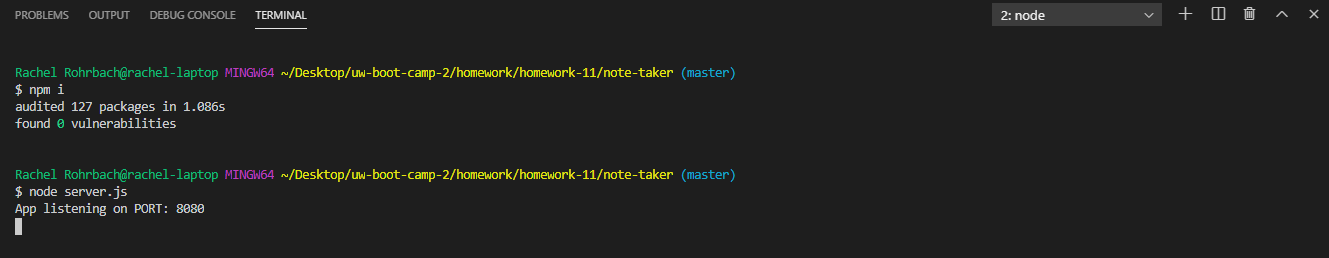 PROBLEMS OUTPUT DEBUG CONSOLE TERMINAL 2: node
Rachel Rohrbach@rachel-laptop MINGW64 ~/Desktop/uw-boot-camp-2/homework/homework-11/note-taker (master)
$ npm i
audited 127 packages in 1.086s
found 0 vulnerabilities
Rachel Rohrbach@rachel-laptop MINGW64 ~/Desktop/uw-boot-camp-2/homework/homework-11/note-taker (master)
$ node server.js
App listening on PORT: 8080